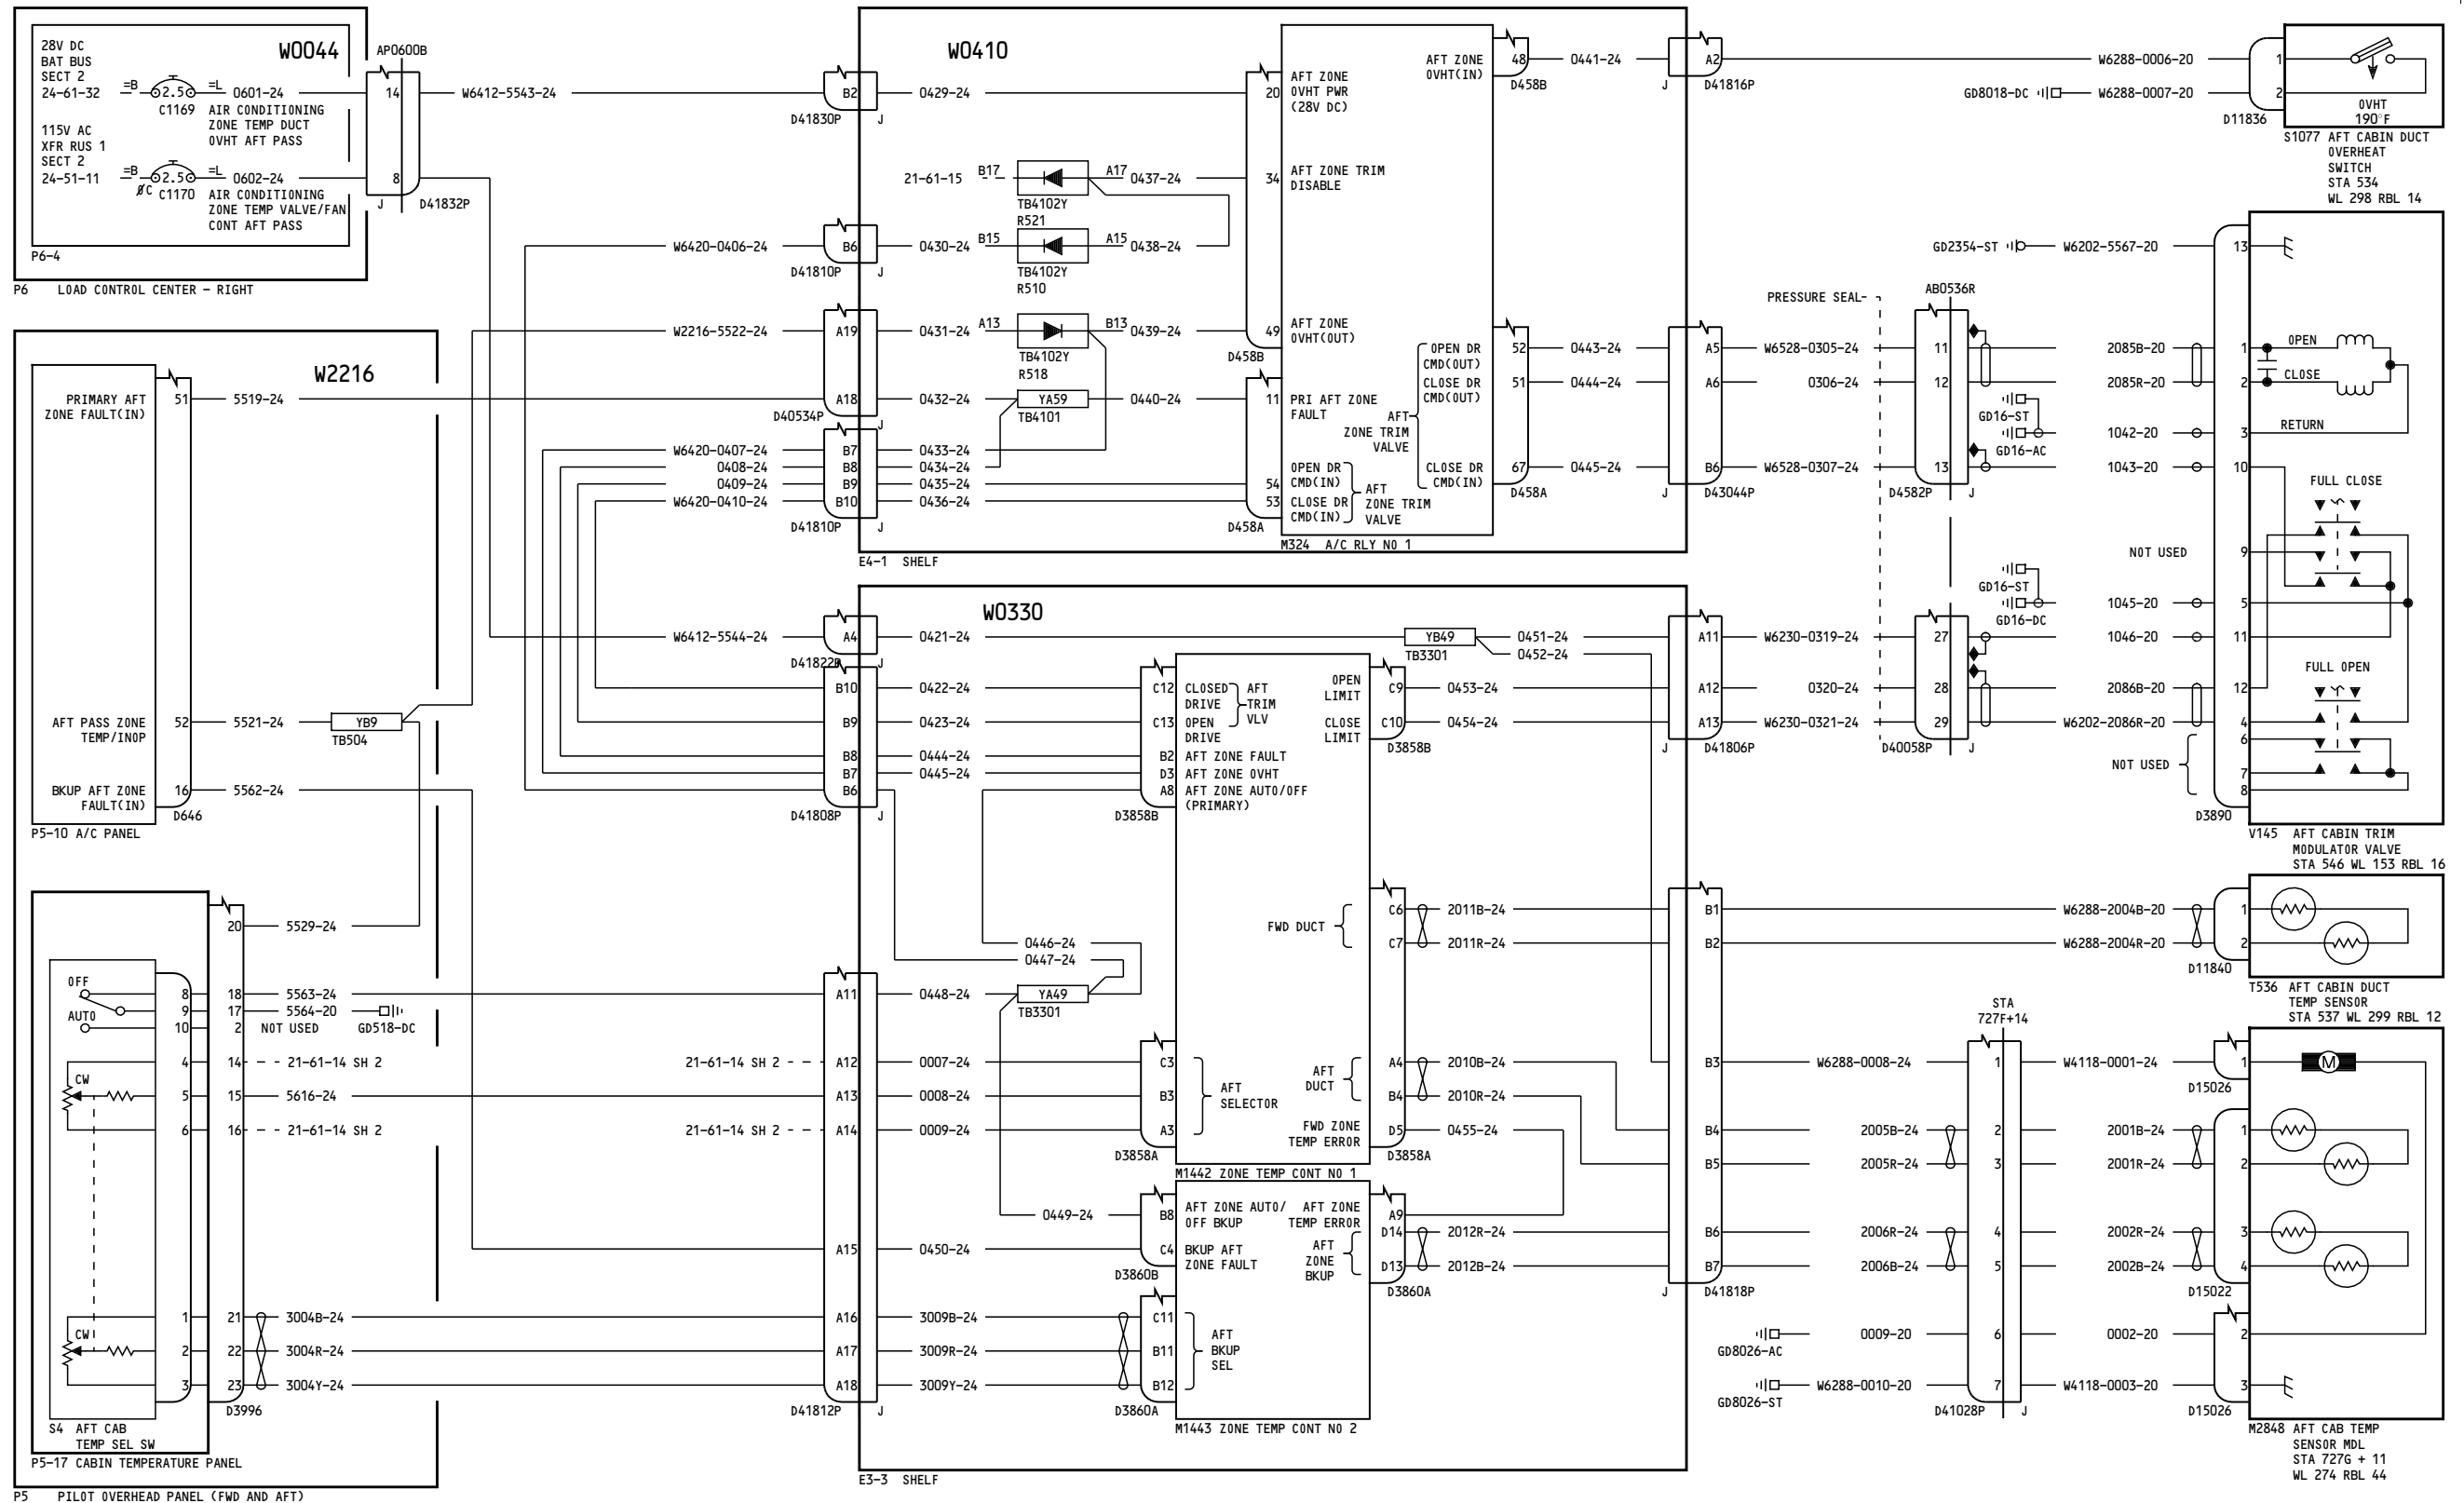 28V DC
BAT BUS
SECT 2
24-61-32
=B
2.5
=L
0601-24
C1169
AIR CONDITIONING
ZONE TEMP DUCT
OVHT AFT PASS
115V AC
XFR RUS 1
SECT 2
24-51-11
=B
2.5
=L
0602-24
ØC
C1170
AIR CONDITIONING
ZONE TEMP VALVE/FAN
CONT AFT PASS
W0044
AP0600B
14
8
J
D41832P
P6-4
P6 LOAD CONTROL CENTER - RIGHT
W6412-5543-24
W2216
PRIMARY AFT
ZONE FAULT(IN)
51
5519-24
AFT PASS ZONE
TEMP/INOP
52
5521-24
YB9
TB504
BKUP AFT ZONE
FAULT(IN)
16
5562-24
D646
P5-10 A/C PANEL
20
5529-24
OFF
AUTO
8
18
5563-24
9
17
5564-20
GD518-DC
10
2
NOT USED
4
14
21-61-14 SH 2
CW
5
15
5616-24
6
16
21-61-14 SH 2
1
21
3004B-24
CW
2
22
3004R-24
3
23
3004Y-24
D3996
S4 AFT CAB
TEMP SEL SW
P5-17 CABIN TEMPERATURE PANEL
P5 PILOT OVERHEAD PANEL (FWD AND AFT)
W0410
B2
0429-24
D41830P
J
21-61-15
B17
A17
0437-24
TB4102Y
R521
W6420-0406-24
B6
0430-24
B15
A15
0438-24
D41810P
J
TB4102Y
R510
W2216-5522-24
A19
0431-24
A13
B13
0439-24
TB4102Y
R518
A18
0432-24
YA59
0440-24
TB4101
D40534P
J
W6420-0407-24
B7
0433-24
0408-24
B8
0434-24
0409-24
B9
0435-24
W6420-0410-24
B10
0436-24
D41810P
J
20
AFT ZONE
OVHT PWR
(28V DC)
34
AFT ZONE TRIM
DISABLE
49
AFT ZONE
OVHT(OUT)
D458B
11
PRI AFT ZONE
FAULT
54
OPEN DR
CMD(IN)
53
CLOSE DR
CMD(IN)
AFT
ZONE TRIM
VALVE
D458A
AFT ZONE
OVHT(IN)
48
D458B
OPEN DR
CMD(OUT)
52
CLOSE DR
CMD(OUT)
51
AFT
ZONE TRIM
VALVE
CLOSE DR
CMD(IN)
67
D458A
M324 A/C RLY NO 1
E4-1 SHELF
0441-24
A2
J
D41816P
0443-24
A5
0444-24
A6
0445-24
B6
J
D43044P
W0330
W6412-5544-24
A4
0421-24
D41822P
J
YB49
TB3301
0451-24
0452-24
B10
0422-24
B9
0423-24
B8
0444-24
B7
0445-24
B6
D41808P
J
C12
CLOSED
DRIVE
C13
OPEN
DRIVE
AFT
TRIM
VLV
B2
AFT ZONE FAULT
D3
AFT ZONE OVHT
A8
AFT ZONE AUTO/OFF
(PRIMARY)
D3858B
OPEN
LIMIT
C9
0453-24
CLOSE
LIMIT
C10
0454-24
D3858B
A11
A12
A13
J
D41806P
FWD DUCT
C6
2011B-24
C7
2011R-24
0446-24
0447-24
A11
0448-24
YA49
TB3301
21-61-14 SH 2
A12
0007-24
C3
A13
0008-24
B3
21-61-14 SH 2
A14
0009-24
A3
AFT
SELECTOR
D3858A
AFT
DUCT
A4
2010B-24
B4
2010R-24
FWD ZONE
TEMP ERROR
D5
0455-24
D3858A
M1442 ZONE TEMP CONT NO 1
0449-24
B8
AFT ZONE AUTO/
OFF BKUP
A15
0450-24
C4
BKUP AFT
ZONE FAULT
D3860B
AFT ZONE
TEMP ERROR
A9
AFT
ZONE
BKUP
D14
2012R-24
D13
2012B-24
D3860A
A16
3009B-24
C11
A17
3009R-24
B11
A18
3009Y-24
B12
AFT
BKUP
SEL
D41812P
J
D3860A
M1443 ZONE TEMP CONT NO 2
E3-3 SHELF
B1
B2
B3
B4
B5
B6
B7
J
D41818P
W6288-0006-20
1
GD8018-DC
W6288-0007-20
2
D11836
OVHT
190°F
S1077 AFT CABIN DUCT
OVERHEAT
SWITCH
STA 534
WL 298 RBL 14
GD2354-ST
W6202-5567-20
13
PRESSURE SEAL
AB0536R
W6528-0305-24
11
2085B-20
1
OPEN
0306-24
12
2085R-20
2
CLOSE
GD16-ST
GD16-AC
1042-20
3
RETURN
W6528-0307-24
13
1043-20
10
D4582P
J
FULL CLOSE
NOT USED
9
GD16-ST
GD16-DC
1045-20
5
W6230-0319-24
27
1046-20
11
FULL OPEN
0320-24
28
2086B-20
12
W6230-0321-24
29
W6202-2086R-20
4
D40058P
J
NOT USED
6
7
8
D3890
V145 AFT CABIN TRIM
MODULATOR VALVE
STA 546 WL 153 RBL 16
W6288-2004B-20
1
W6288-2004R-20
2
D11840
T536 AFT CABIN DUCT
TEMP SENSOR
STA 537 WL 299 RBL 12
STA
727F+14
W6288-0008-24
1
W4118-0001-24
1
M
D15026
2005B-24
2
2001B-24
1
2005R-24
3
2001R-24
2
2006R-24
4
2002R-24
3
2006B-24
5
2002B-24
4
D15022
GD8026-AC
0009-20
6
0002-20
2
GD8026-ST
W6288-0010-20
7
W4118-0003-20
3
D41028P
J
D15026
M2848 AFT CAB TEMP
SENSOR MDL
STA 727G + 11
WL 274 RBL 44